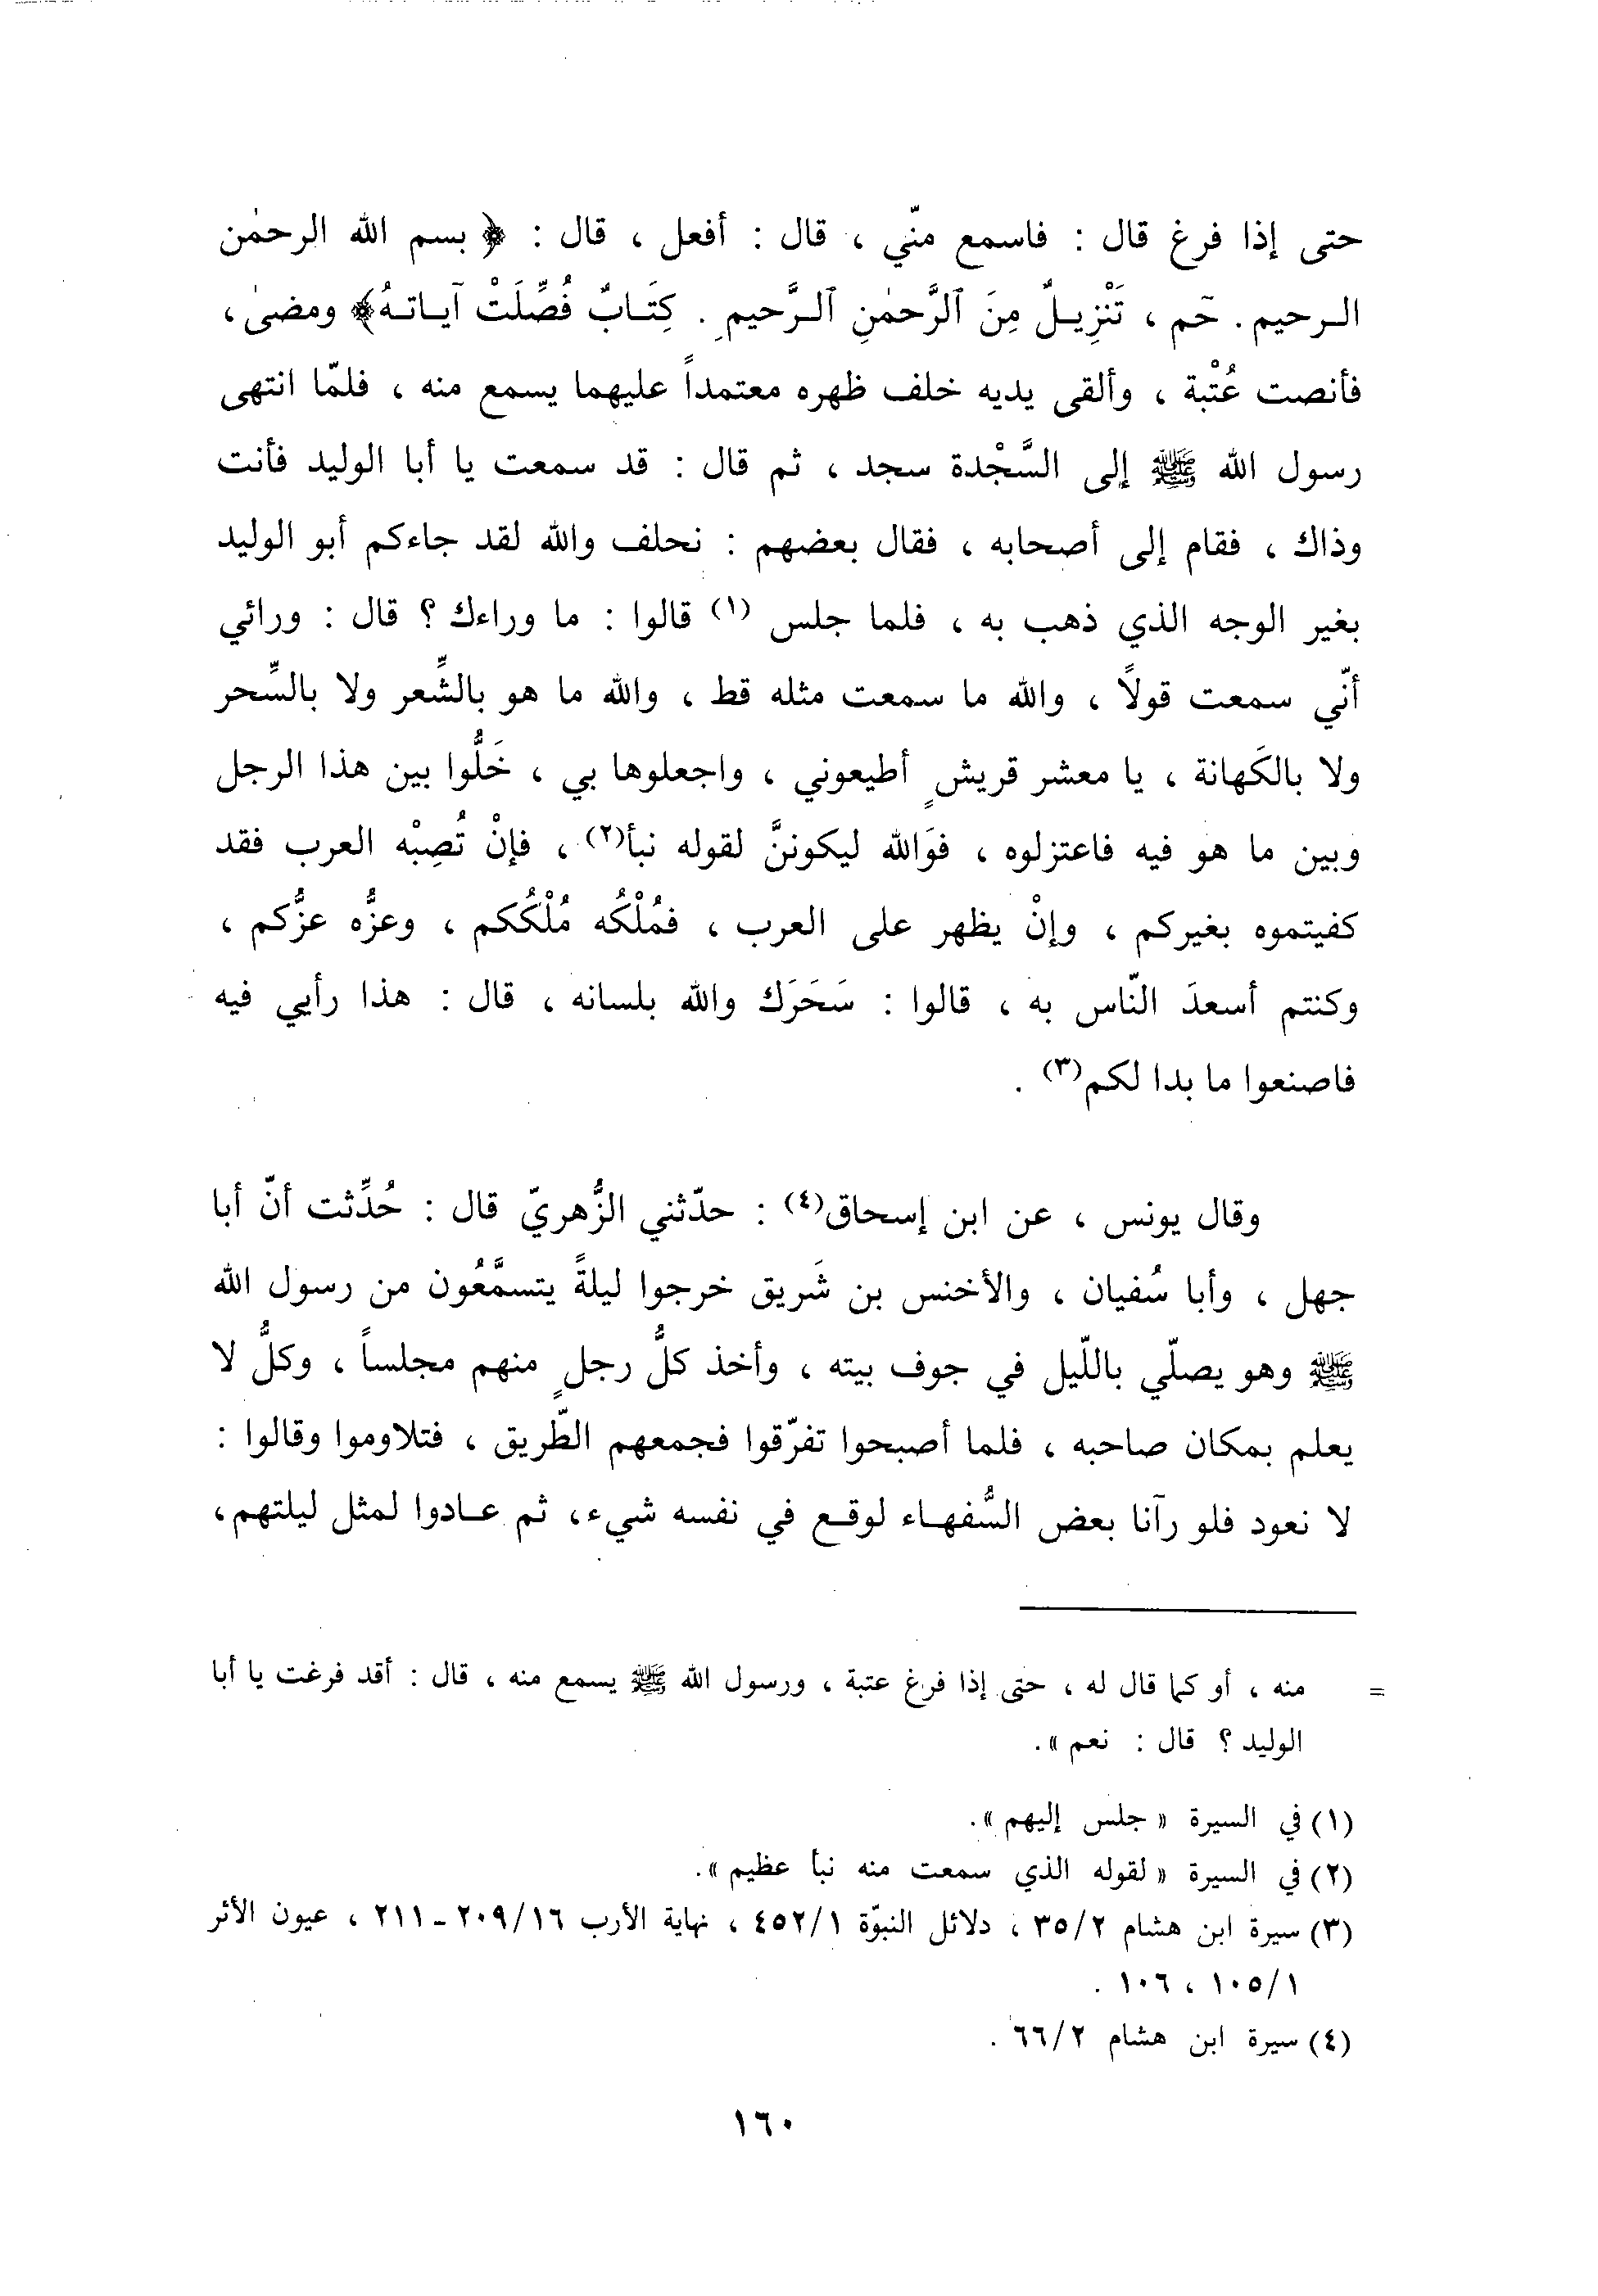 حتى إذا فرغ قال : فاسمع منّي ، قال : أفعل ، قال : ﴿ بسم الله الرحمٰن
الـرحيم . حَم ، تَنْزِيـلٌ مِنَ ٱلرَّحمٰنِ ٱلـرَّحيمِ . كِتَـابٌ فُصِّلَتْ آيـاتـهُ﴾ ومضىٰ ،
فأنصت عُتْبة ، وألقى يديه خلف ظهره معتمداً عليهما يسمع منه ، فلمّا انتهى
رسول الله ﷺ إلى السَّجْدة سجد ، ثم قال : قد سمعت يا أبا الوليد فأنت
وذاك ، فقام إلى أصحابه ، فقال بعضهم : نحلف والله لقد جاءكم أبو الوليد
بغير الوجه الذي ذهب به ، فلما جلس (١) قالوا : ما وراءك ؟ قال : ورائي
أنّي سمعت قولاً ، والله ما سمعت مثله قط ، والله ما هو بالشِّعر ولا بالسِّحر
ولا بالكَهانة ، يا معشر قريشٍ أطيعوني ، واجعلوها بي ، خَلُّوا بين هذا الرجل
وبين ما هو فيه فاعتزلوه ، فوَالله ليكوننَّ لقوله نبأ(٢) ، فإنْ تُصِبْه العرب فقد
كفيتموه بغيركم ، وإنْ يظهر على العرب ، فمُلْكُه مُلْكُكم ، وعزُّه عزُّكم ،
وكنتم أسعدَ النّاس به ، قالوا : سَحَرَك والله بلسانه ، قال : هذا رأيي فيه
فاصنعوا ما بدا لكم(٣) .
وقال يونس ، عن ابن إسحاق(٤) : حدّثني الزُّهريّ قال : حُدِّثت أنّ أبا
جهل ، وأبا سُفيان ، والأخنس بن شَريق خرجوا ليلةً يتسمَّعُون من رسول الله
ﷺ وهو يصلّي باللّيل في جوف بيته ، وأخذ كلُّ رجلٍ منهم مجلساً ، وكلُّ لا
يعلم بمكان صاحبه ، فلما أصبحوا تفرّقوا فجمعهم الطّريق ، فتلاوموا وقالوا :
لا نعود فلو رآنا بعض السُّفهـاء لوقـع في نفسه شيء، ثم عـادوا لمثل ليلتهم،
= منه ، أو كما قال له ، حتى إذا فرغ عتبة ، ورسول الله ﷺ يسمع منه ، قال : أقد فرغت يا أبا
الوليد ؟ قال : نعم ».
(١) في السيرة « جلس إليهم ».
(٢) في السيرة « لقوله الذي سمعت منه نبأ عظيم ».
(٣) سيرة ابن هشام ٣٥/٢ ، دلائل النبوّة ٤٥٢/١ ، نهاية الأرب ٢٠٩/١٦ ـ ٢١١ ، عيون الأثر
١٠٥/١ ، ١٠٦ .
(٤) سيرة ابن هشام ٦٦/٢ .
١٦٠